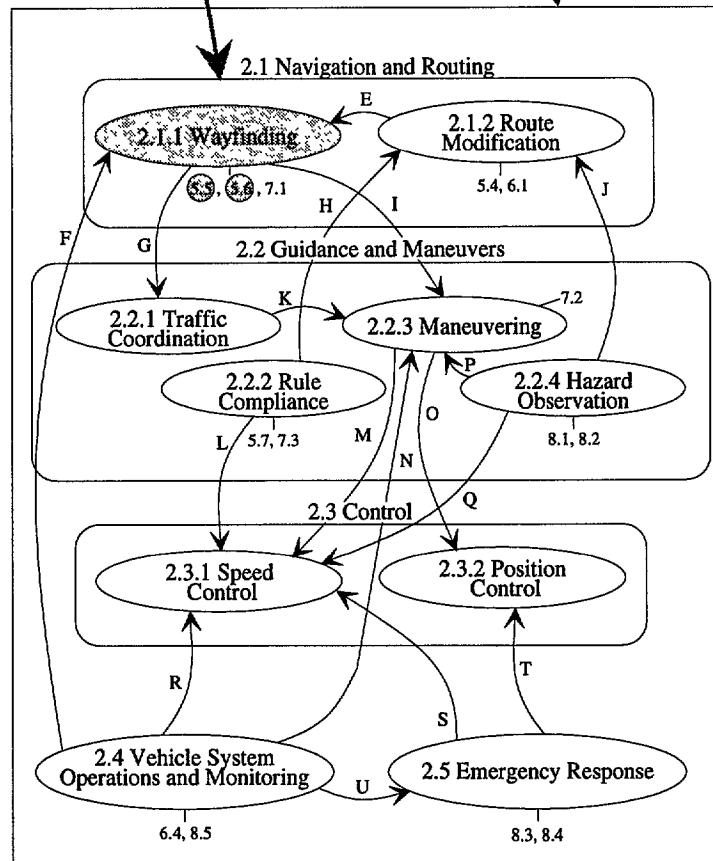 2.1 Navigation and Routing
E
2.1.1 Wayfinding
2.1.2 Route
Modification
5.5, 5.6, 7.1
5.4, 6.1
H
I
J
F
G
2.2 Guidance and Maneuvers
7.2
K
2.2.1 Traffic
Coordination
2.2.3 Maneuvering
P
2.2.2 Rule
Compliance
2.2.4 Hazard
Observation
O
L
5.7, 7.3
M
N
8.1, 8.2
Q
2.3 Control
2.3.1 Speed
Control
2.3.2 Position
Control
R
T
S
2.4 Vehicle System
Operations and Monitoring
2.5 Emergency Response
U
6.4, 8.5
8.3, 8.4